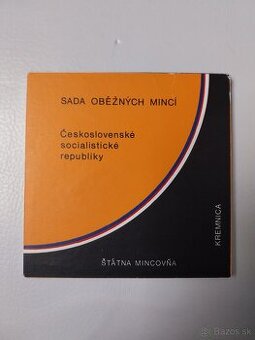 SADA OBĚŽNÝCH MINCÍ
Československé
socialistické
republiky
KREMNICA
ŠTÁTNA MINCOVŇA
Bazos.sk